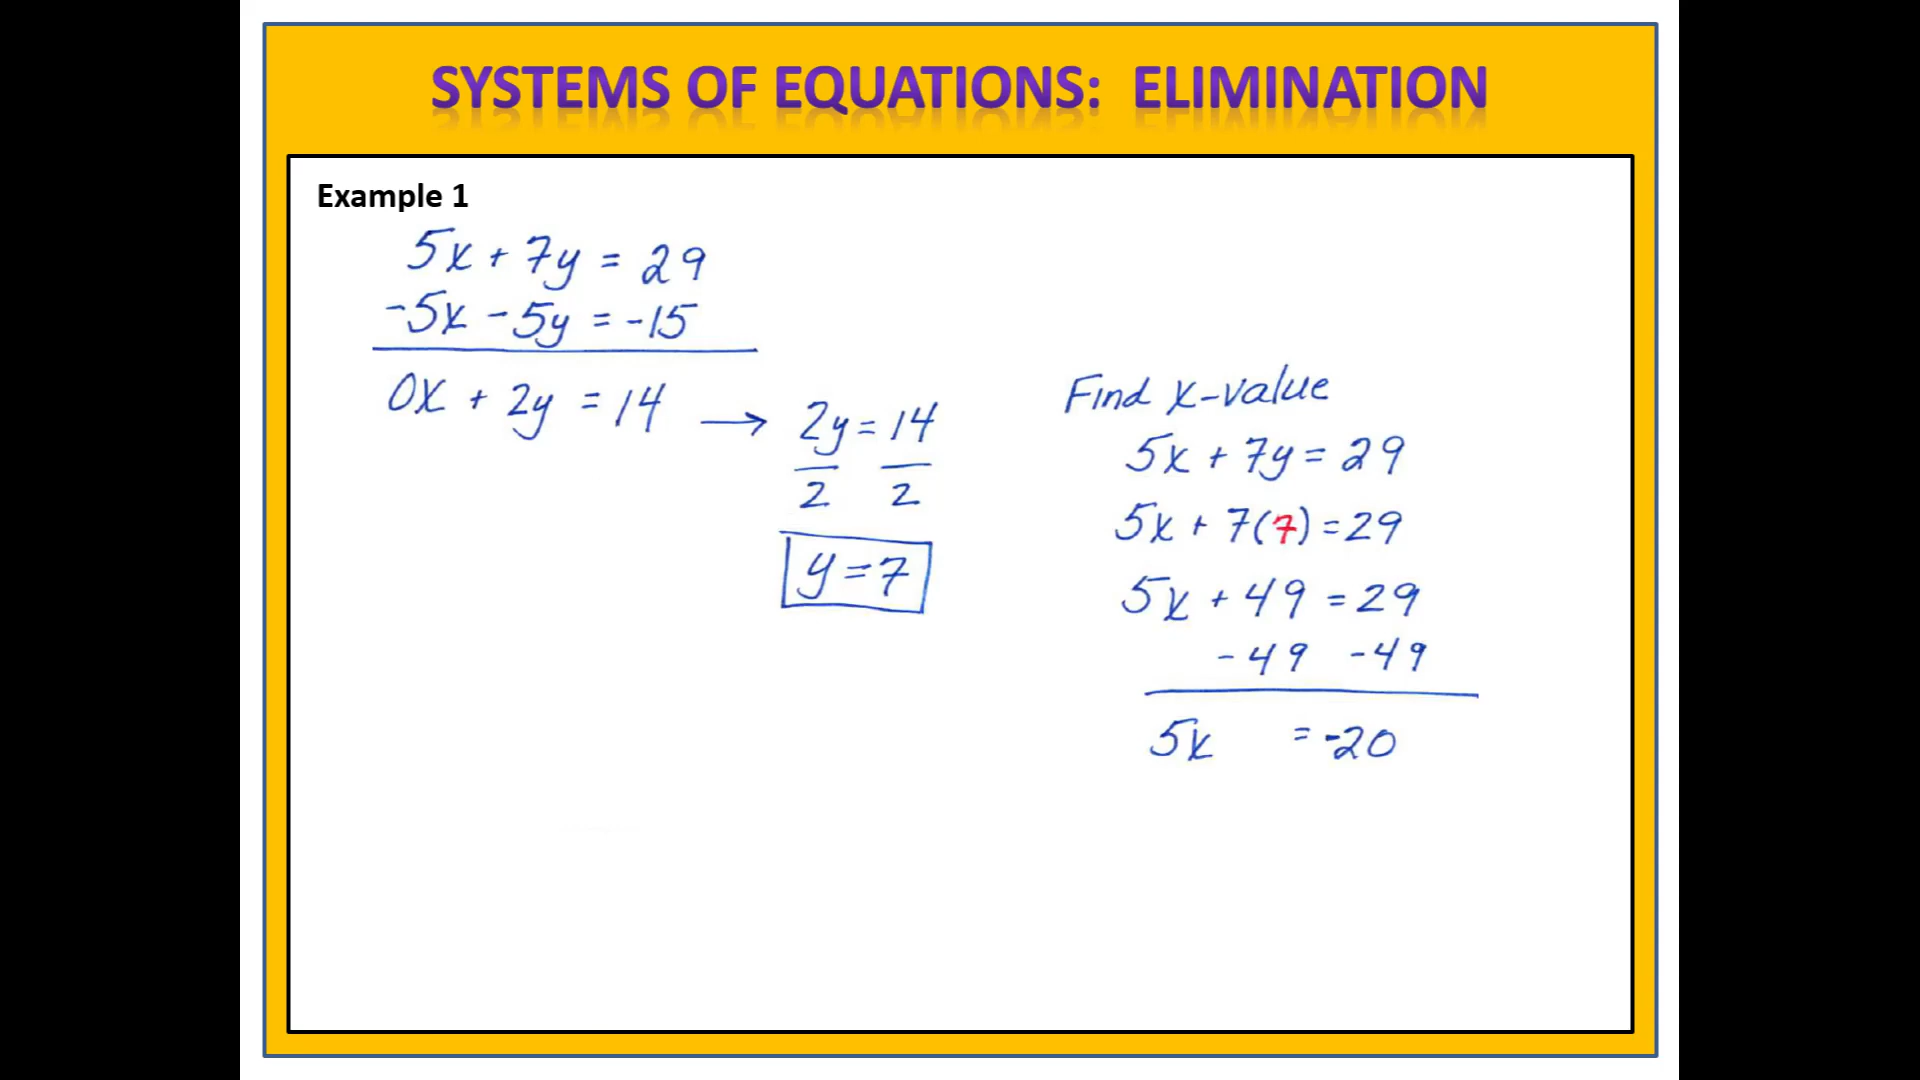 SYSTEMS OF EQUATIONS: ELIMINATION
Example 1
5x + 7y = 29
-5x - 5y = -15
0x + 2y = 14 → 2y = 14
2 2
y = 7
Find x-value
5x + 7y = 29
5x + 7(7) = 29
5x + 49 = 29
-49 -49
5x = -20